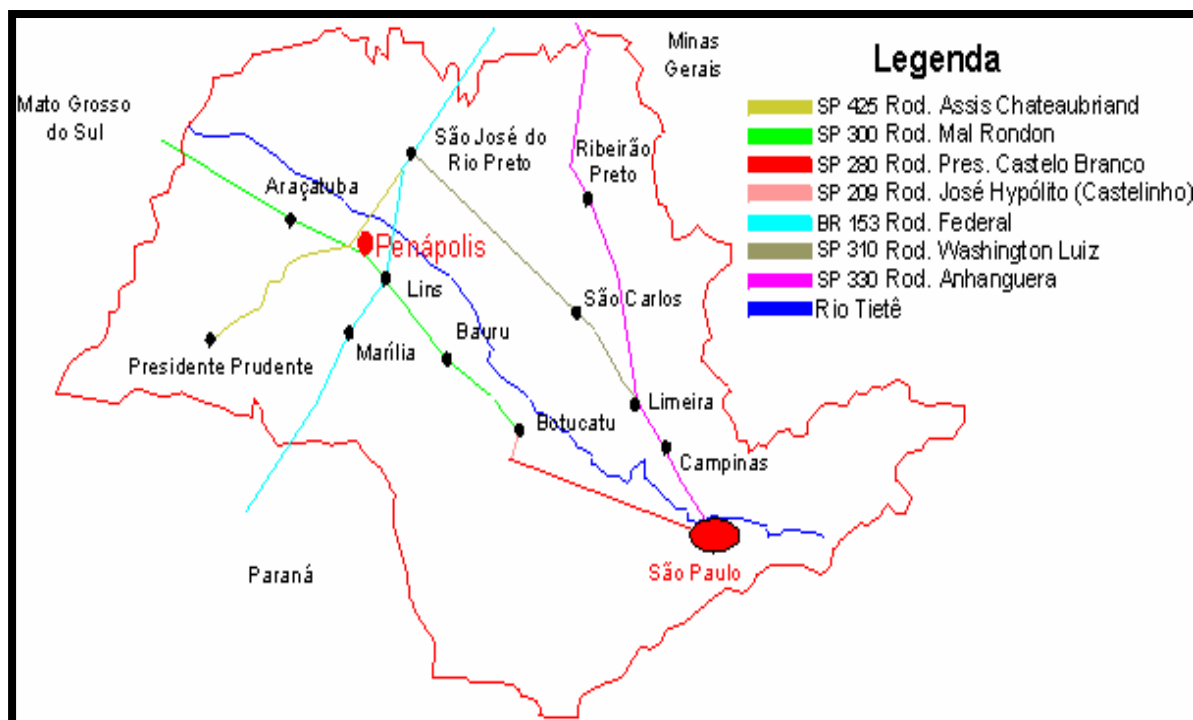 Minas
Gerais
Legenda
SP 425 Rod. Assis Chateaubriand
SP 300 Rod. Mal Rondon
SP 280 Rod. Pres. Castelo Branco
SP 209 Rod. José Hypólito (Castelinho)
BR 153 Rod. Federal
SP 310 Rod. Washington Luiz
SP 330 Rod. Anhanguera
Rio Tietê
Mato Grosso
do Sul
São José do
Rio Preto
Ribeirão
Preto
Araçatuba
Penápolis
Lins
São Carlos
Bauru
Marília
Presidente Prudente
Limeira
Botucatu
Campinas
Paraná
São Paulo